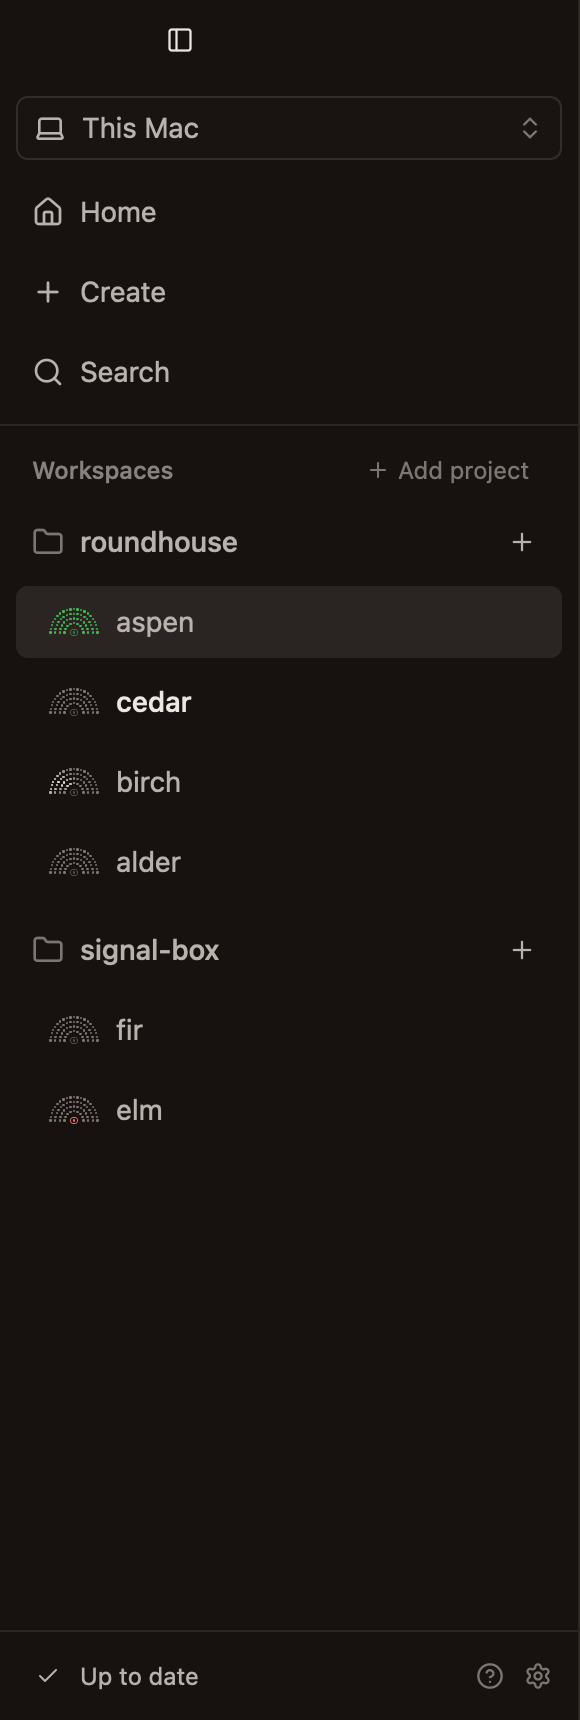 This Mac
Home
Create
Search
Workspaces + Add project
roundhouse
aspen
cedar
birch
alder
signal-box
fir
elm
Up to date